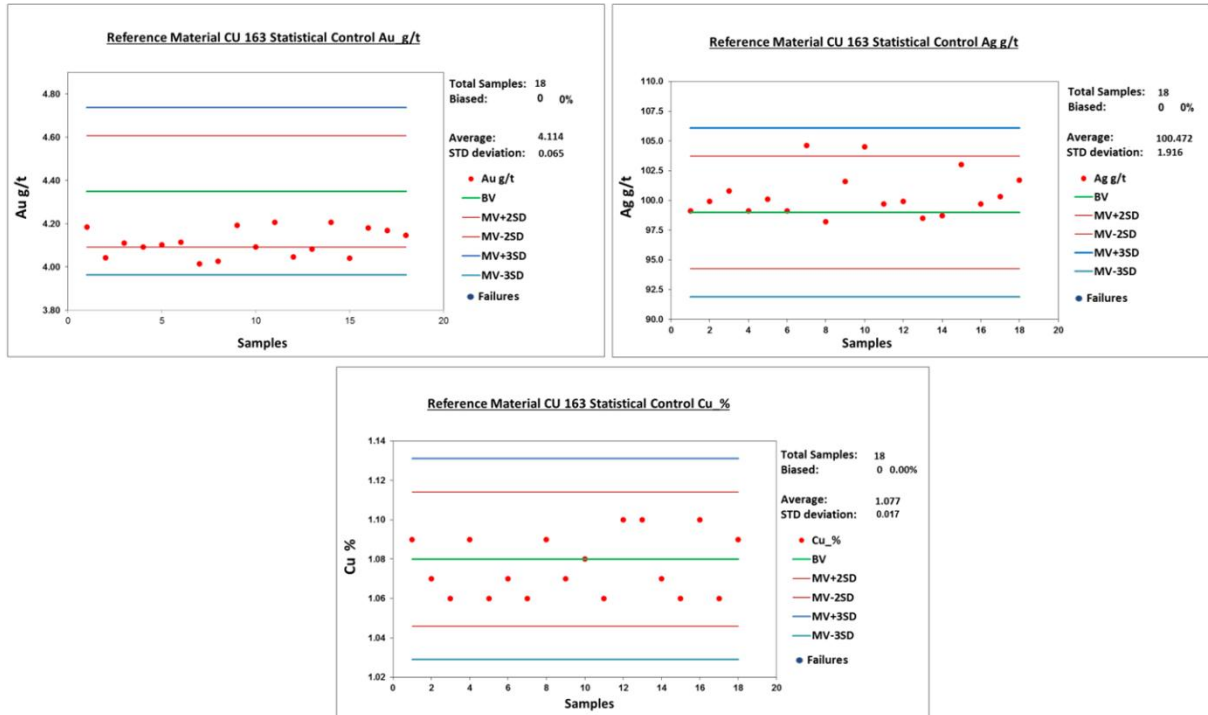 Reference Material CU 163 Statistical Control Au_g/t
Total Samples: 18
Biased: 0 0%
Average: 4.114
STD deviation: 0.065
Au g/t
BV
MV+2SD
MV-2SD
MV+3SD
MV-3SD
Failures
Au g/t
4.80
4.60
4.40
4.20
4.00
3.80
0 5 10 15 20
Samples
Reference Material CU 163 Statistical Control Ag g/t
Total Samples: 18
Biased: 0 0%
Average: 100.472
STD deviation: 1.916
Ag g/t
BV
MV+2SD
MV-2SD
MV+3SD
MV-3SD
Failures
Ag g/t
110.0
107.5
105.0
102.5
100.0
97.5
95.0
92.5
90.0
0 2 4 6 8 10 12 14 16 18 20
Samples
Reference Material CU 163 Statistical Control Cu_%
Total Samples: 18
Biased: 0 0.00%
Average: 1.077
STD deviation: 0.017
Cu_%
BV
MV+2SD
MV-2SD
MV+3SD
MV-3SD
Failures
Cu %
1.14
1.12
1.10
1.08
1.06
1.04
1.02
0 2 4 6 8 10 12 14 16 18 20
Samples